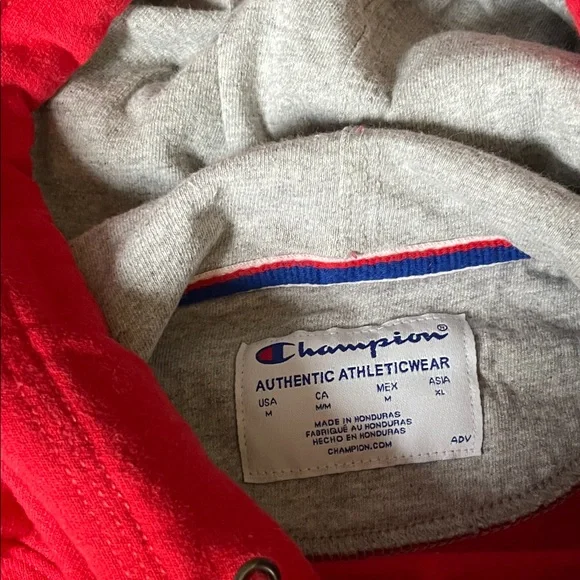 Champion®
AUTHENTIC ATHLETICWEAR
USA CA MEX ASIA
M M/M M XL
MADE IN HONDURAS
FABRIQUÉ AU HONDURAS
HECHO EN HONDURAS
CHAMPION.COM ADV